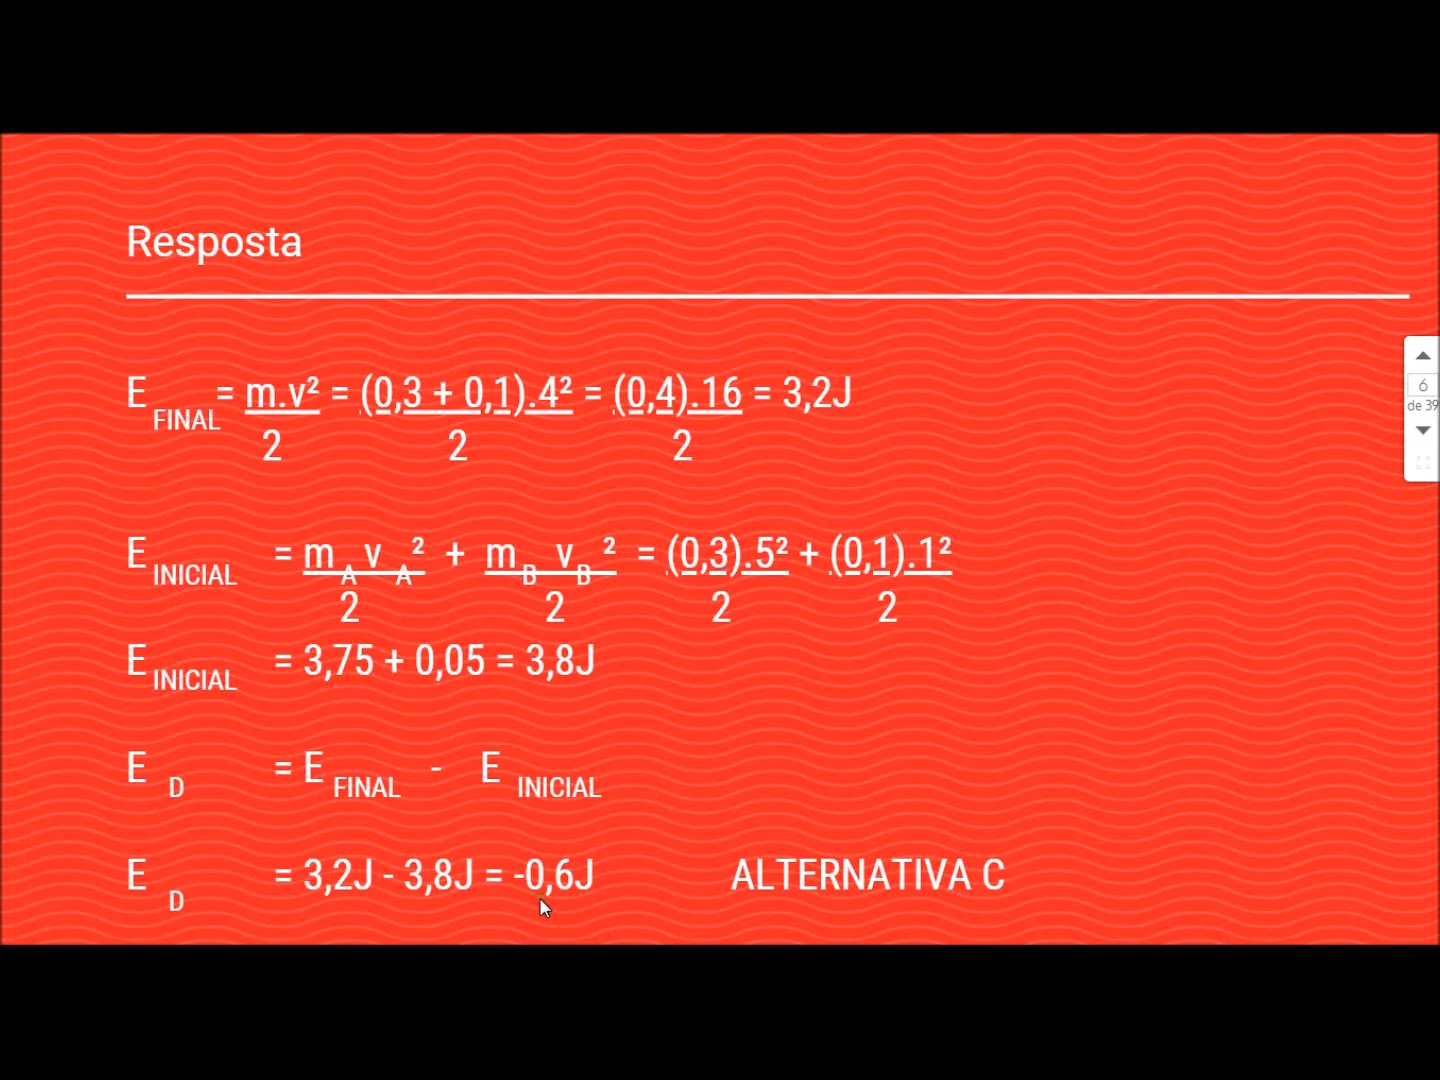 Resposta
E FINAL = m.v² = (0,3 + 0,1).4² = (0,4).16 = 3,2J
2 2 2
E INICIAL = m A v A ² + m B v B ² = (0,3).5² + (0,1).1²
2 2 2 2
E INICIAL = 3,75 + 0,05 = 3,8J
E D = E FINAL - E INICIAL
E D = 3,2J - 3,8J = -0,6J ALTERNATIVA C
6
de 39